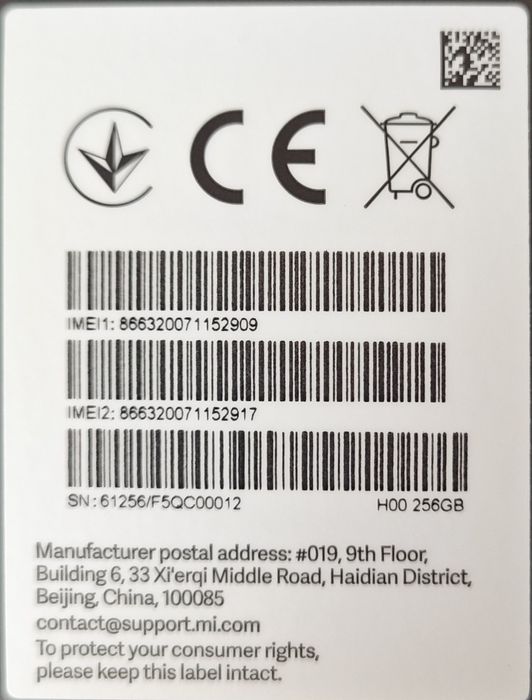 CE
IMEI1: 866320071152909
IMEI2: 866320071152917
SN:61256/F5QC00012 H00 256GB
Manufacturer postal address: #019, 9th Floor,
Building 6, 33 Xi'erqi Middle Road, Haidian District,
Beijing, China, 100085
contact@support.mi.com
To protect your consumer rights,
please keep this label intact.